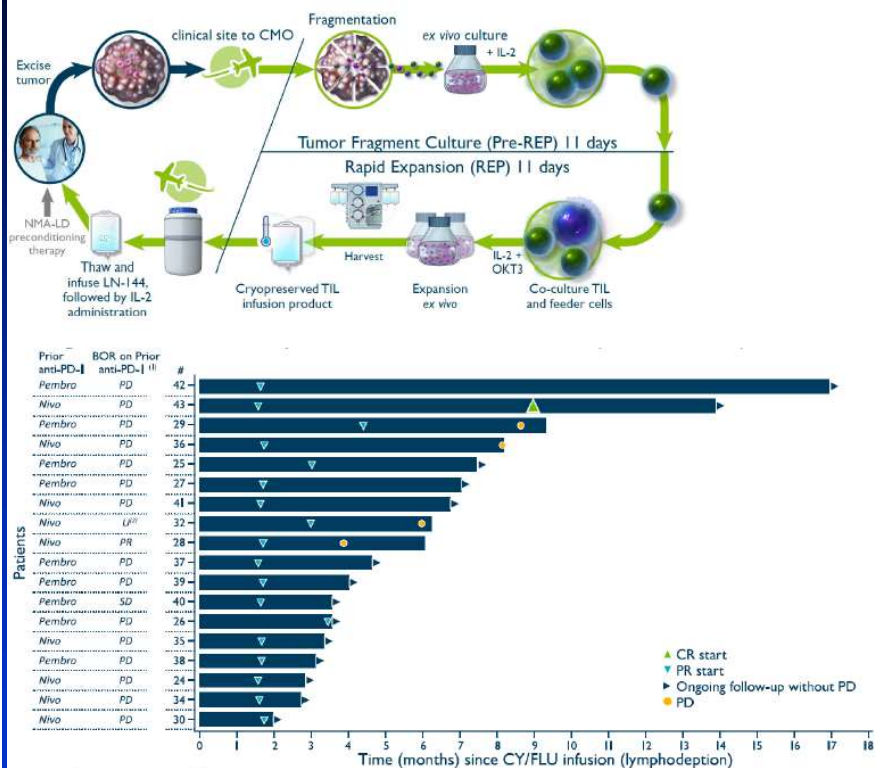 Fragmentation
clinical site to CMO
ex vivo culture
+ IL-2
Excise
tumor
Tumor Fragment Culture (Pre-REP) 11 days
Rapid Expansion (REP) 11 days
NMA-LD
preconditioning
therapy
Thaw and
infuse LN-144,
followed by IL-2
administration
Cryopreserved TIL
infusion product
Harvest
Expansion
ex vivo
IL-2 +
OKT3
Co-culture TIL
and feeder cells
Prior BOR on Prior
anti-PD-1 anti-PD-1 (1) #
Pembro PD 42
Nivo PD 43
Pembro PD 29
Nivo PD 36
Pembro PD 25
Pembro PD 27
Nivo PD 41
Nivo U(2) 32
Nivo PR 28
Pembro PD 37
Pembro PD 39
Pembro SD 40
Pembro PD 26
Nivo PD 35
Pembro PD 38
Nivo PD 24
Nivo PD 34
Nivo PD 30
Patients
CR start
PR start
Ongoing follow-up without PD
PD
0 1 2 3 4 5 6 7 8 9 10 11 12 13 14 15 16 17 18
Time (months) since CY/FLU infusion (lymphodeption)